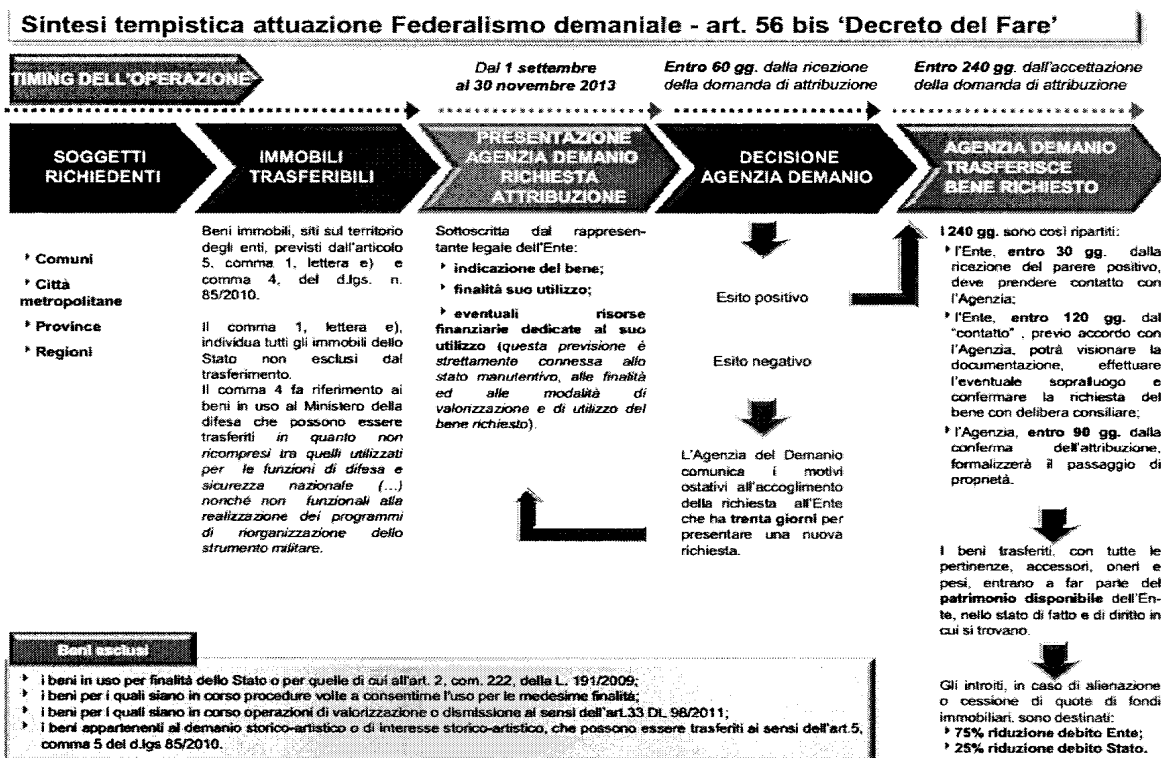 Sintesi tempistica attuazione Federalismo demaniale - art. 56 bis 'Decreto del Fare'
TIMING DELL'OPERAZIONE
Dal 1 settembre
al 30 novembre 2013
Entro 60 gg. dalla ricezione
della domanda di attribuzione
Entro 240 gg. dall'accettazione
della domanda di attribuzione
SOGGETTI
RICHIEDENTI
IMMOBILI
TRASFERIBILI
PRESENTAZIONE
AGENZIA DEMANIO
RICHIESTA
ATTRIBUZIONE
DECISIONE
AGENZIA DEMANIO
AGENZIA DEMANIO
TRASFERISCE
BENE RICHIESTO
Comuni
Città
metropolitane
Province
Regioni
Beni immobili, siti sul territorio
degli enti, previsti dall'articolo
5, comma 1, lettera e) e
comma 4, del d.lgs. n.
85/2010.
Il comma 1, lettera e),
individua tutti gli immobili dello
Stato non esclusi dal
trasferimento.
Il comma 4 fa riferimento ai
beni in uso al Ministero della
difesa che possono essere
trasferiti in quanto non
ricompresi tra quelli utilizzati
per le funzioni di difesa e
sicurezza nazionale (...)
nonché non funzionali alla
realizzazione dei programmi
di riorganizzazione dello
strumento militare.
Sottoscritta dal rappresen-
tante legale dell'Ente:
indicazione del bene;
finalità suo utilizzo;
eventuali risorse
finanziarie dedicate al suo
utilizzo (questa previsione è
strettamente connessa allo
stato manutentivo, alle finalità
ed alle modalità di
valorizzazione e di utilizzo del
bene richiesto).
Esito positivo
Esito negativo
L'Agenzia del Demanio
comunica i motivi
ostativi all'accoglimento
della richiesta all'Ente
che ha trenta giorni per
presentare una nuova
richiesta.
I 240 gg. sono così ripartiti:
l'Ente, entro 30 gg. dalla
ricezione del parere positivo,
deve prendere contatto con
l'Agenzia;
l'Ente, entro 120 gg. dal
"contatto" , previo accordo con
l'Agenzia, potrà visionare la
documentazione, effettuare
l'eventuale sopralluogo e
confermare la richiesta del
bene con delibera consiliare;
l'Agenzia, entro 90 gg. dalla
conferma dell'attribuzione,
formalizzerà il passaggio di
proprietà.
I beni trasferiti, con tutte le
pertinenze, accessori, oneri e
pesi, entrano a far parte del
patrimonio disponibile dell'En-
te, nello stato di fatto e di diritto in
cui si trovano.
Gli introiti, in caso di alienazione
o cessione di quote di fondi
immobiliari, sono destinati:
75% riduzione debito Ente;
25% riduzione debito Stato.
Beni esclusi
i beni in uso per finalità dello Stato o per quelle di cui all'art. 2, com. 222, della L. 191/2009;
i beni per i quali siano in corso procedure volte a consentirne l'uso per le medesime finalità;
i beni per i quali siano in corso operazioni di valorizzazione o dismissione ai sensi dell'art.33 DL 98/2011;
i beni appartenenti al demanio storico-artistico o di interesse storico-artistico, che possono essere trasferiti ai sensi dell'art.5,
comma 5 del d.lgs 85/2010.